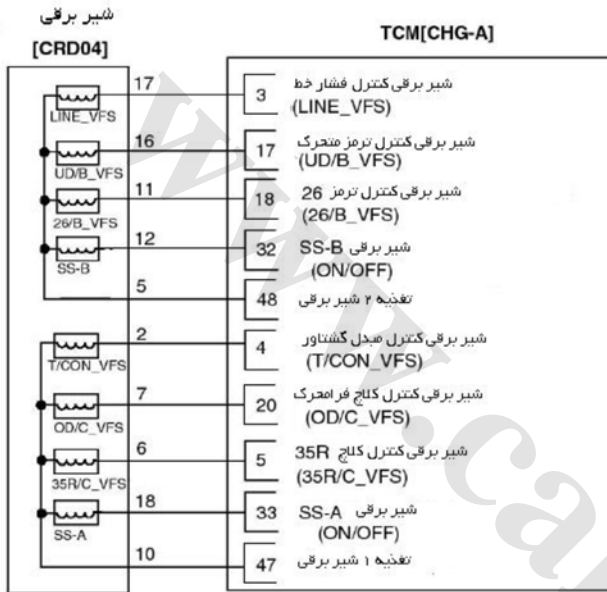 شیر برقی
[CRD04]
TCM[CHG-A]
LINE_VFS 17 3 شیر برقی کنترل فشار خط
(LINE_VFS)
UD/B_VFS 16 17 شیر برقی کنترل ترمز متحرک
(UD/B_VFS)
26/B_VFS 11 18 شیر برقی کنترل ترمز 26
(26/B_VFS)
SS-B 12 32 شیر برقی SS-B
(ON/OFF)
5 48 تغذیه ۲ شیر برقی
T/CON_VFS 2 4 شیر برقی کنترل مبدل گشتاور
(T/CON_VFS)
OD/C_VFS 7 20 شیر برقی کنترل کلاچ فرامحرک
(OD/C_VFS)
35R/C_VFS 6 5 شیر برقی کنترل کلاچ 35R
(35R/C_VFS)
SS-A 18 33 شیر برقی SS-A
(ON/OFF)
10 47 تغذیه ۱ شیر برقی